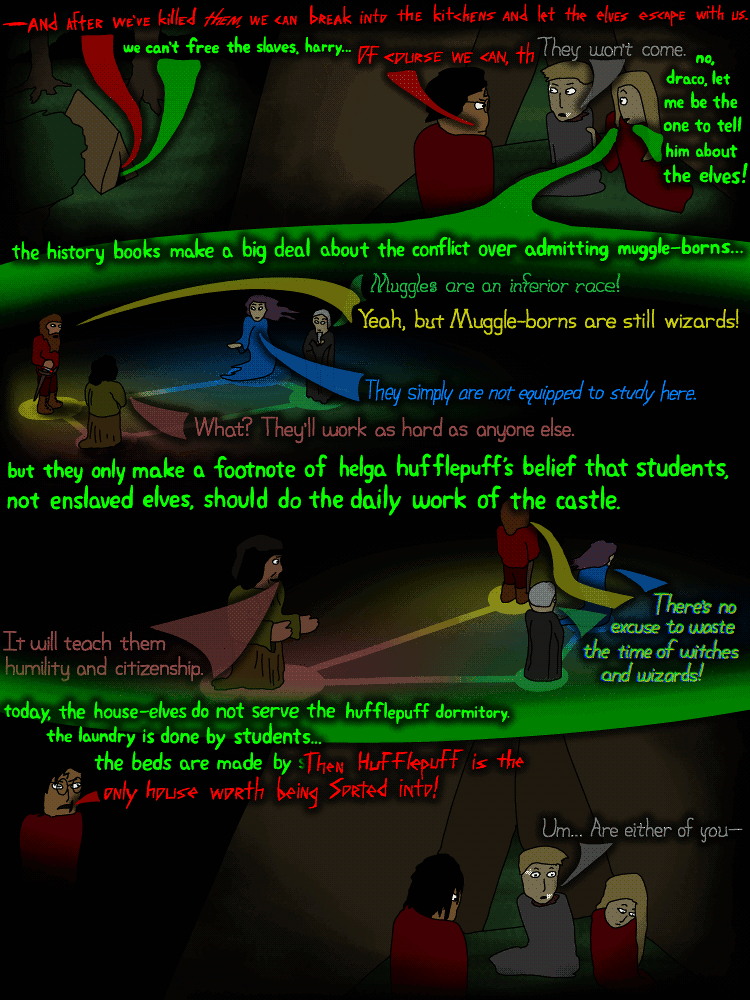 —And after we've killed them, we can break into the kitchens and let the elves escape with us.
we can't free the slaves, harry...
Of course we can, th
They won't come.
no,
draco, let
me be the
one to tell
him about
the elves!
the history books make a big deal about the conflict over admitting muggle-borns...
Muggles are an inferior race!
Yeah, but Muggle-borns are still wizards!
They simply are not equipped to study here.
What? They'll work as hard as anyone else.
but they only make a footnote of helga hufflepuff's belief that students,
not enslaved elves, should do the daily work of the castle.
It will teach them
humility and citizenship.
There's no
excuse to waste
the time of witches
and wizards!
today, the house-elves do not serve the hufflepuff dormitory.
the laundry is done by students...
the beds are made by s
Then Hufflepuff is the
only house worth being Sorted into!
Um... Are either of you—